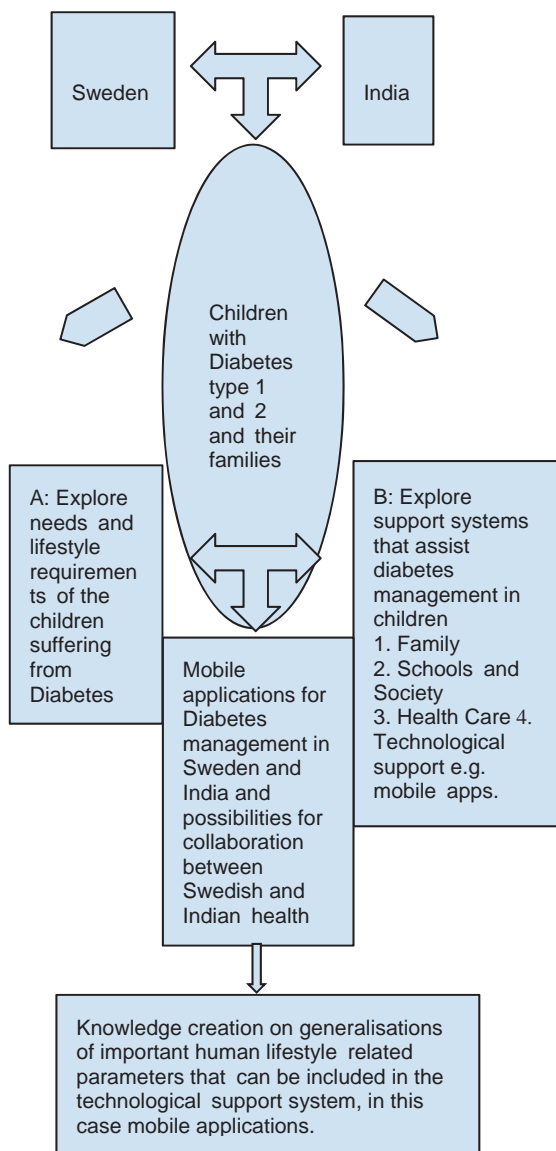 Sweden
India
Children
with
Diabetes
type 1
and 2
and their
families
A: Explore
needs and
lifestyle
requiremen
ts of the
children
suffering
from
Diabetes
B: Explore
support systems
that assist
diabetes
management in
children
1. Family
2. Schools and
Society
3. Health Care 4.
Technological
support e.g.
mobile apps.
Mobile
applications for
Diabetes
management in
Sweden and
India and
possibilities for
collaboration
between
Swedish and
Indian health
Knowledge creation on generalisations
of important human lifestyle related
parameters that can be included in the
technological support system, in this
case mobile applications.